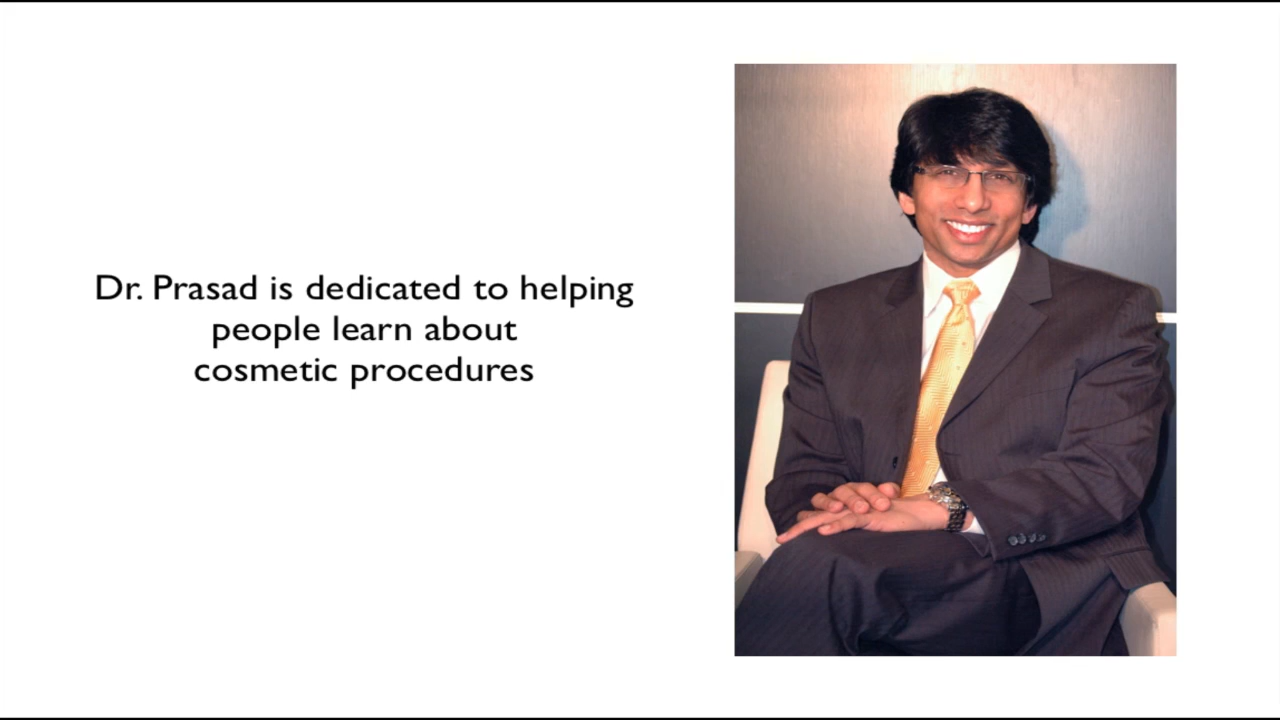 Dr. Prasad is dedicated to helping
people learn about
cosmetic procedures